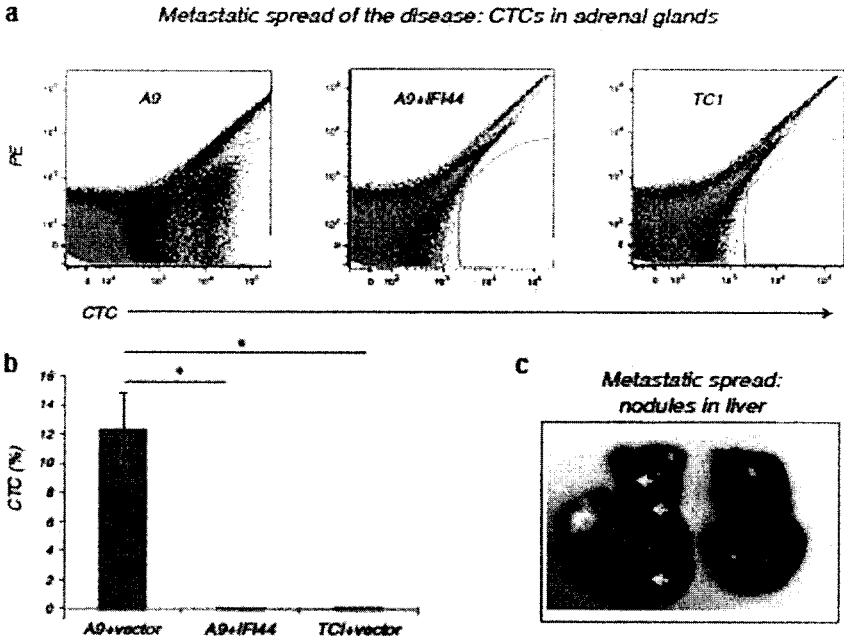 a
Metastatic spread of the disease: CTCs in adrenal glands
A9
A9+IFI44
TC1
PE
CTC
b
CTC (%)
16
14
12
10
8
6
4
2
0
*
*
A9+vector
A9+IFI44
TCI+vector
c
Metastatic spread:
nodules in liver